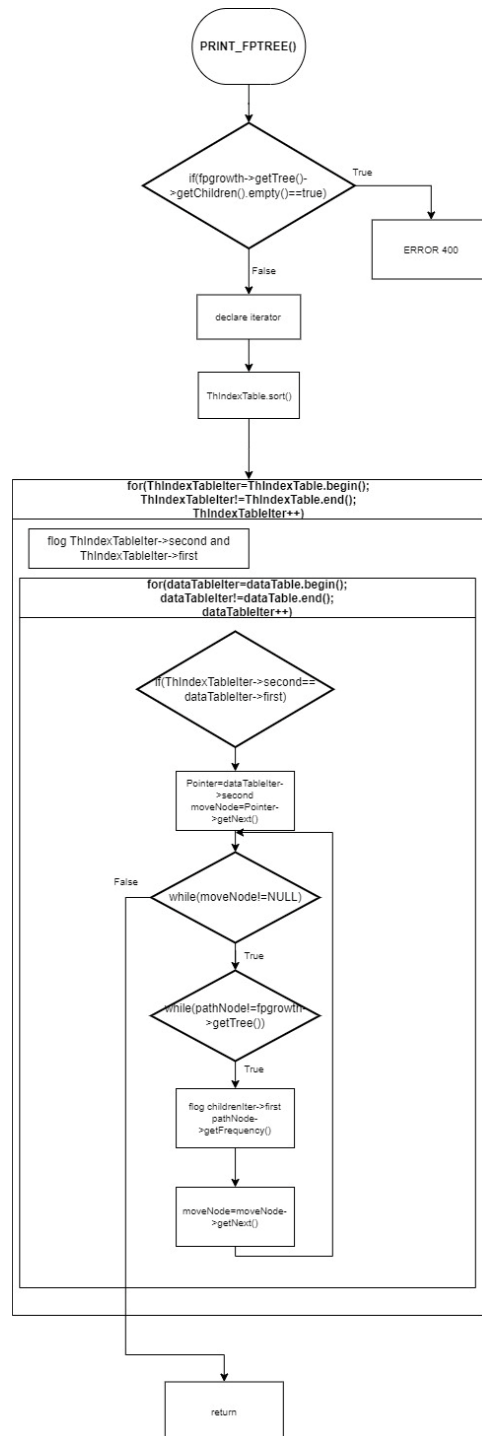 PRINT_FPTREE()
if(fpgrowth->getTree()-
>getChildren().empty()==true)
True
ERROR 400
False
declare iterator
ThIndexTable.sort()
for(ThIndexTableIter=ThIndexTable.begin();
ThIndexTableIter!=ThIndexTable.end();
ThIndexTableIter++)
flog ThIndexTableIter->second and
ThIndexTableIter->first
for(dataTableIter=dataTable.begin();
dataTableIter!=dataTable.end();
dataTableIter++)
if(ThIndexTableIter->second==
dataTableIter->first)
Pointer=dataTableIter-
>second
moveNode=Pointer-
>getNext()
False
while(moveNode!=NULL)
True
while(pathNode!=fpgrowth-
>getTree())
True
flog childrenIter->first
pathNode-
>getFrequency()
moveNode=moveNode-
>getNext()
return